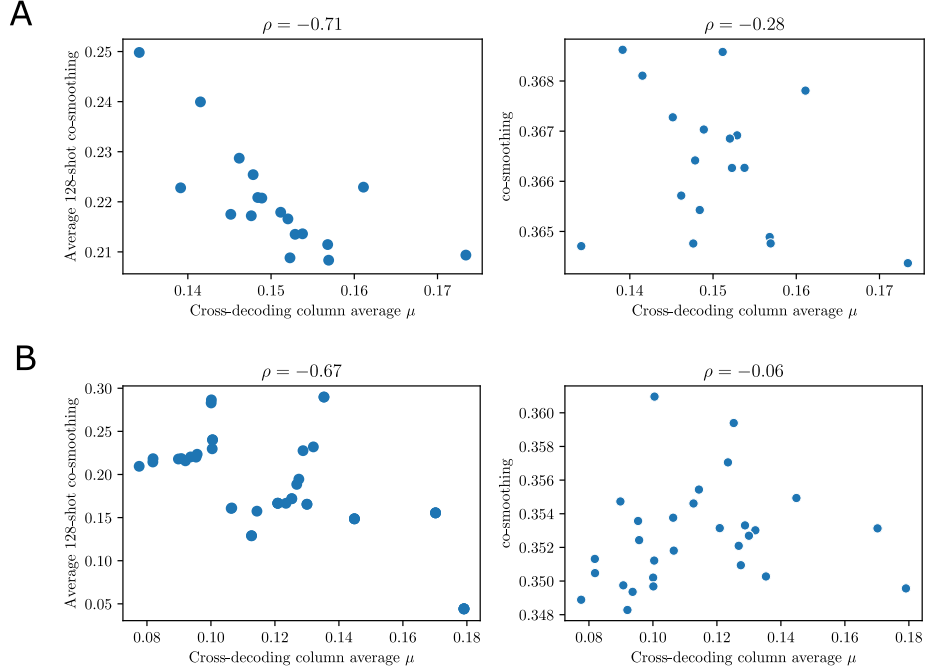 A
ρ = −0.71
Average 128-shot co-smoothing
0.25
0.24
0.23
0.22
0.21
0.14 0.15 0.16 0.17
Cross-decoding column average μ
ρ = −0.28
co-smoothing
0.368
0.367
0.366
0.365
0.14 0.15 0.16 0.17
Cross-decoding column average μ
B
ρ = −0.67
Average 128-shot co-smoothing
0.30
0.25
0.20
0.15
0.10
0.05
0.08 0.10 0.12 0.14 0.16 0.18
Cross-decoding column average μ
ρ = −0.06
co-smoothing
0.360
0.358
0.356
0.354
0.352
0.350
0.348
0.08 0.10 0.12 0.14 0.16 0.18
Cross-decoding column average μ